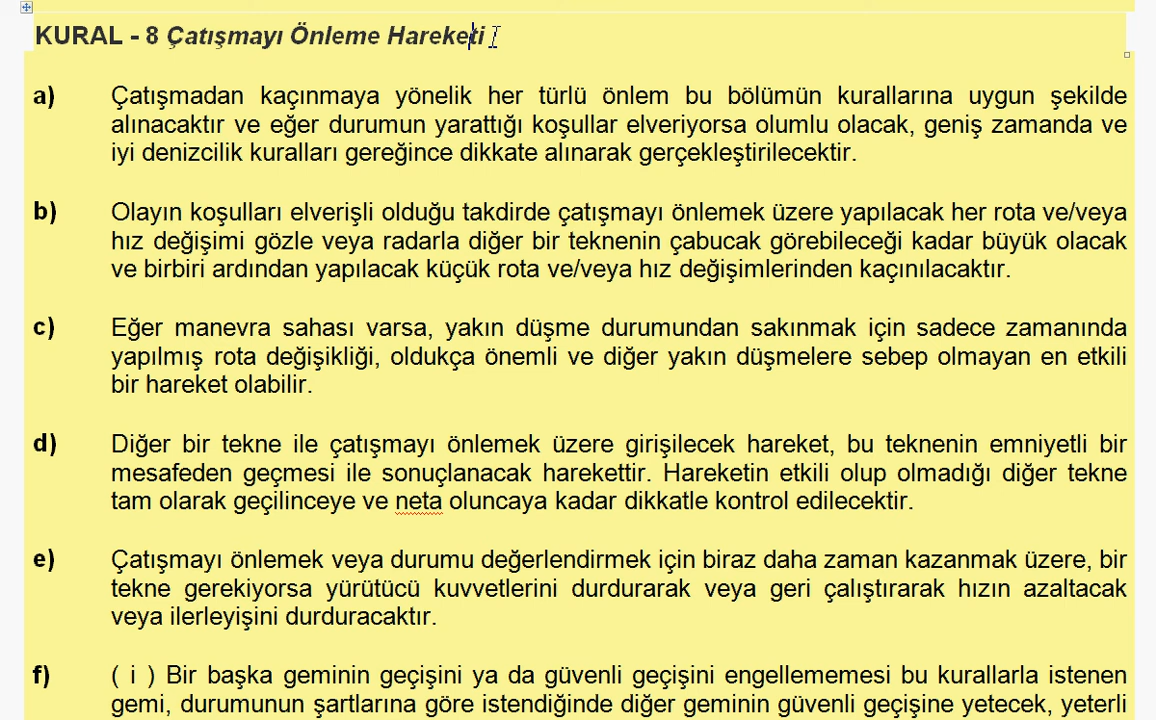 KURAL - 8 Çatışmayı Önleme Hareketi
a) Çatışmadan kaçınmaya yönelik her türlü önlem bu bölümün kurallarına uygun şekilde
alınacaktır ve eğer durumun yarattığı koşullar elveriyorsa olumlu olacak, geniş zamanda ve
iyi denizcilik kuralları gereğince dikkate alınarak gerçekleştirilecektir.
b) Olayın koşulları elverişli olduğu takdirde çatışmayı önlemek üzere yapılacak her rota ve/veya
hız değişimi gözle veya radarla diğer bir teknenin çabucak görebileceği kadar büyük olacak
ve birbiri ardından yapılacak küçük rota ve/veya hız değişimlerinden kaçınılacaktır.
c) Eğer manevra sahası varsa, yakın düşme durumundan sakınmak için sadece zamanında
yapılmış rota değişikliği, oldukça önemli ve diğer yakın düşmelere sebep olmayan en etkili
bir hareket olabilir.
d) Diğer bir tekne ile çatışmayı önlemek üzere girişilecek hareket, bu teknenin emniyetli bir
mesafeden geçmesi ile sonuçlanacak harekettir. Hareketin etkili olup olmadığı diğer tekne
tam olarak geçilinceye ve neta oluncaya kadar dikkatle kontrol edilecektir.
e) Çatışmayı önlemek veya durumu değerlendirmek için biraz daha zaman kazanmak üzere, bir
tekne gerekiyorsa yürütücü kuvvetlerini durdurarak veya geri çalıştırarak hızın azaltacak
veya ilerleyişini durduracaktır.
f) ( i ) Bir başka geminin geçişini ya da güvenli geçişini engellememesi bu kurallarla istenen
gemi, durumunun şartlarına göre istendiğinde diğer geminin güvenli geçişine yetecek, yeterli